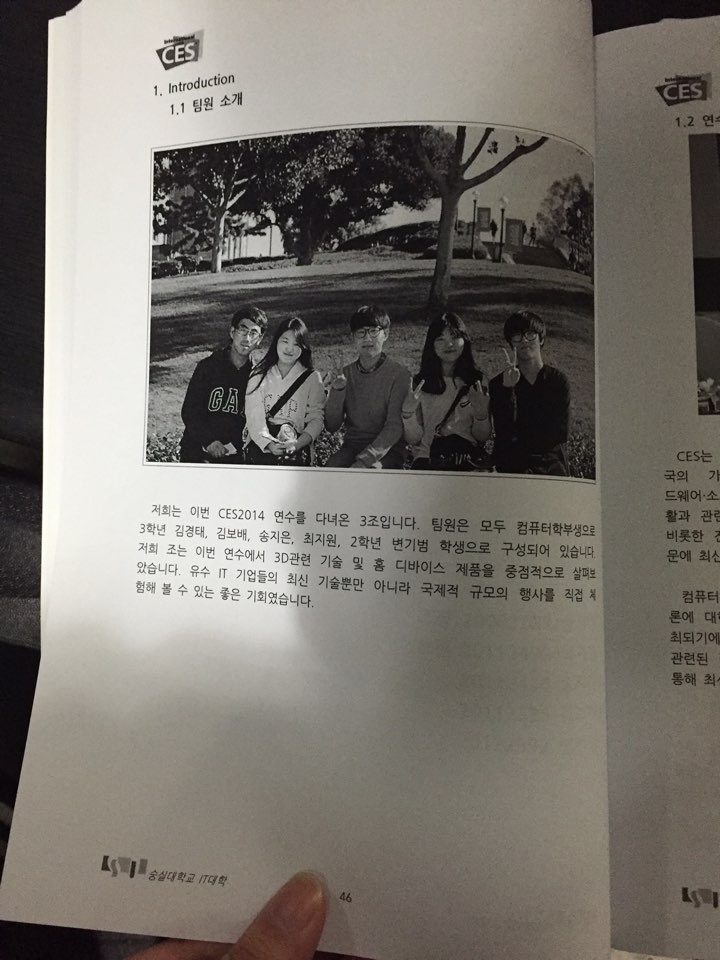 International
CES
1. Introduction
1.1 팀원 소개
GA
GAP
저희는 이번 CES2014 연수를 다녀온 3조입니다. 팀원은 모두 컴퓨터학부생으로
3학년 김경태, 김보배, 송지은, 최지원, 2학년 변기범 학생으로 구성되어 있습니다.
저희 조는 이번 연수에서 3D관련 기술 및 홈 디바이스 제품을 중점적으로 살펴보
았습니다. 유수 IT 기업들의 최신 기술뿐만 아니라 국제적 규모의 행사를 직접 체
험해 볼 수 있는 좋은 기회였습니다.
숭실대학교 IT대학
46
International
CES
1.2 연수
CES는
국의 가
드웨어·소
활과 관련
비롯한 전
문에 최신
컴퓨터
론에 대
최되기에
관련된
통해 최신